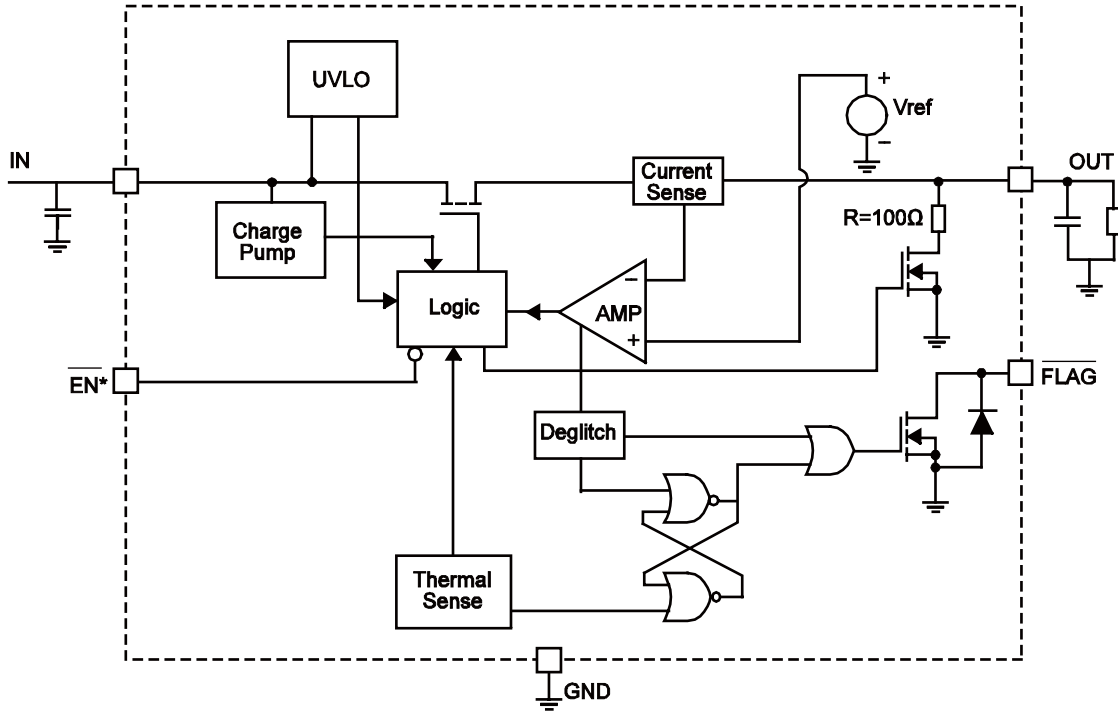 UVLO
+
Vref
−
IN
OUT
Current
Sense
R=100Ω
Charge
Pump
Logic
−
AMP
+
EN*
FLAG
Deglitch
Thermal
Sense
GND